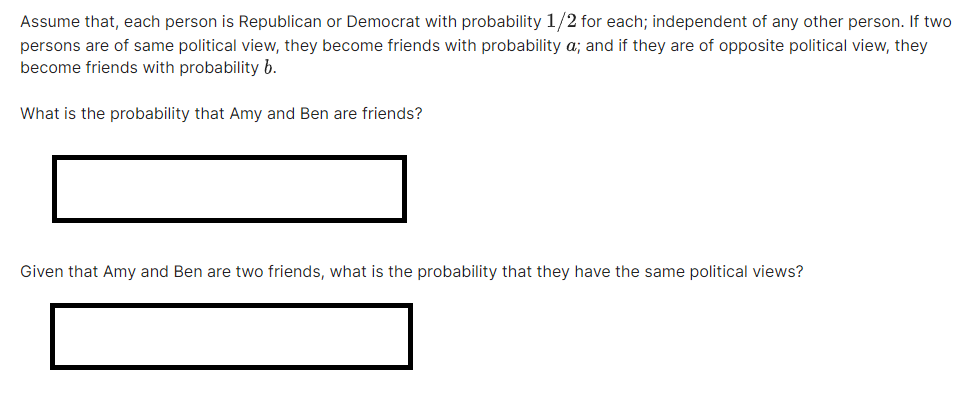 Assume that, each person is Republican or Democrat with probability 1/2 for each; independent of any other person. If two
persons are of same political view, they become friends with probability a; and if they are of opposite political view, they
become friends with probability b.
What is the probability that Amy and Ben are friends?
Given that Amy and Ben are two friends, what is the probability that they have the same political views?